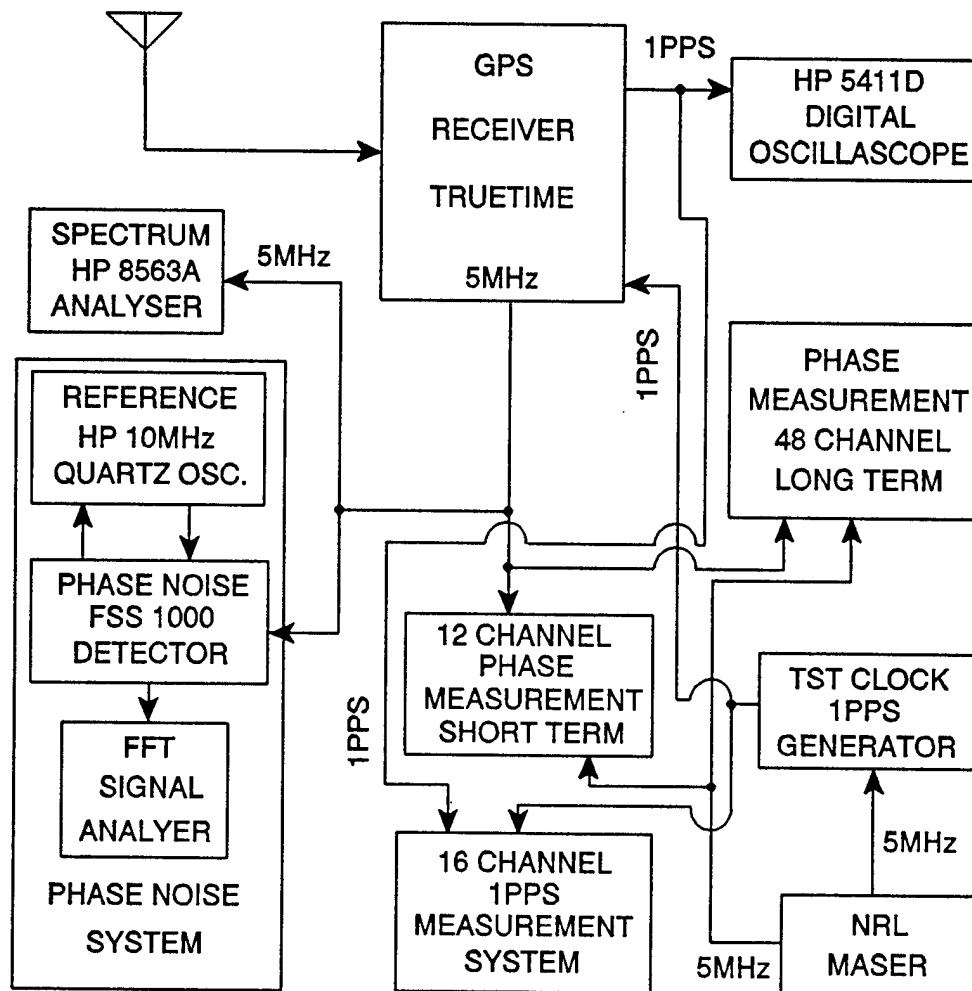 1PPS
GPS
RECEIVER
TRUETIME
5MHz
HP 5411D
DIGITAL
OSCILLASCOPE
SPECTRUM
HP 8563A
ANALYSER
5MHz
1PPS
REFERENCE
HP 10MHz
QUARTZ OSC.
PHASE
MEASUREMENT
48 CHANNEL
LONG TERM
PHASE NOISE
FSS 1000
DETECTOR
12 CHANNEL
PHASE
MEASUREMENT
SHORT TERM
TST CLOCK
1PPS
GENERATOR
1PPS
FFT
SIGNAL
ANALYER
PHASE NOISE
SYSTEM
16 CHANNEL
1PPS
MEASUREMENT
SYSTEM
5MHz
5MHz
NRL
MASER